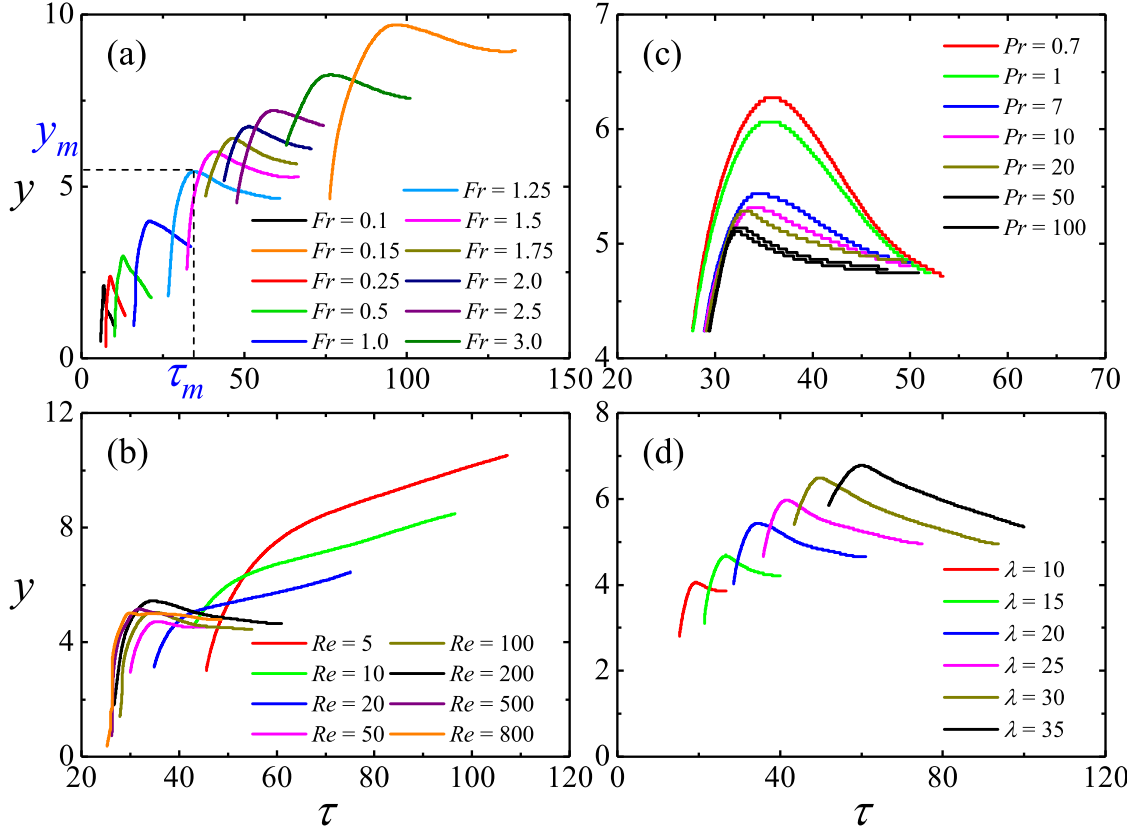 (a)
10
5
0
y
yₘ
τₘ
0
50
100
150
Fr = 1.25
Fr = 0.1
Fr = 1.5
Fr = 0.15
Fr = 1.75
Fr = 0.25
Fr = 2.0
Fr = 0.5
Fr = 2.5
Fr = 1.0
Fr = 3.0
(c)
7
6
5
4
20
30
40
50
60
70
Pr = 0.7
Pr = 1
Pr = 7
Pr = 10
Pr = 20
Pr = 50
Pr = 100
(b)
12
8
4
0
y
20
40
60
80
100
120
τ
Re = 5
Re = 100
Re = 10
Re = 200
Re = 20
Re = 500
Re = 50
Re = 800
(d)
8
6
4
2
0
0
40
80
120
τ
λ = 10
λ = 15
λ = 20
λ = 25
λ = 30
λ = 35